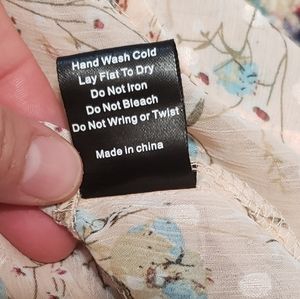 Hand Wash Cold
Lay Flat To Dry
Do Not Iron
Do Not Bleach
Do Not Wring or Twist
Made in china